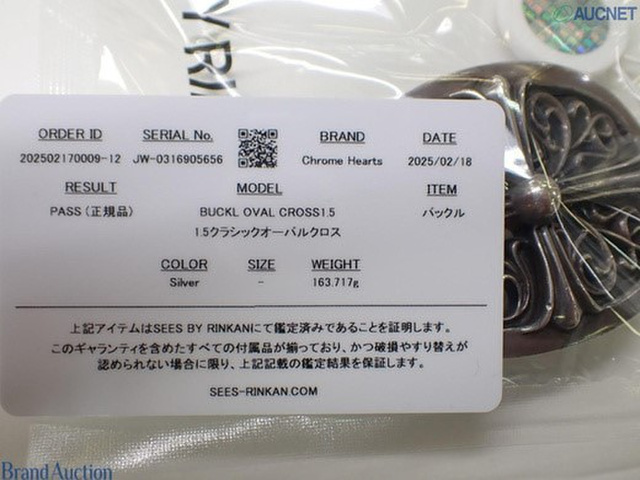 AUCNET
Y RI
ORDER ID SERIAL No. BRAND DATE
202502170009-12 JW-0316905656 Chrome Hearts 2025/02/18
RESULT MODEL ITEM
PASS (正規品) BUCKL OVAL CROSS1.5 バックル
1.5クラシックオーバルクロス
COLOR SIZE WEIGHT
Silver - 163.717g
上記アイテムはSEES BY RINKANにて鑑定済みであることを証明します。
このギャランティを含めたすべての付属品が揃っており、かつ破損やすり替えが
認められない場合に限り、上記記載の鑑定結果を保証します。
SEES-RINKAN.COM
Brand Auction